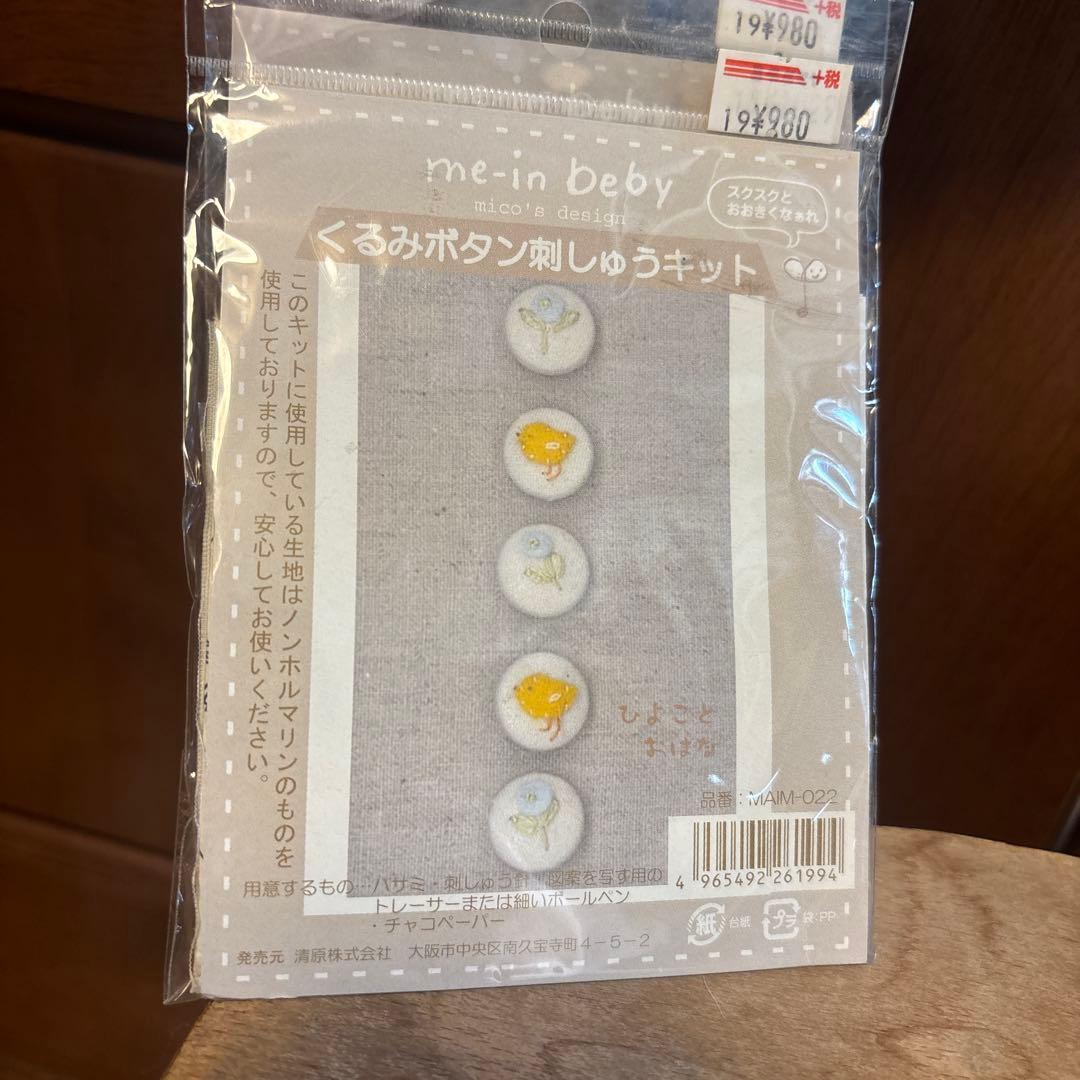 +税
19¥980
+税
19¥980
me-in beby
mico's design
スクスクと
おおきくなぁれ
くるみボタン刺しゅうキット
このキットに使用している生地はノンホルマリンのものを
使用しておりますので、安心してお使いください。
ひよこと
おはな
品番:MAIM-022
4 965492 261994
用意するもの…ハサミ・刺しゅう針・図案を写す用の
トレーサーまたは細いボールペン
・チャコペーパー
紙 台紙
プラ 袋:PP
発売元 清原株式会社 大阪市中央区南久宝寺町4-5-2